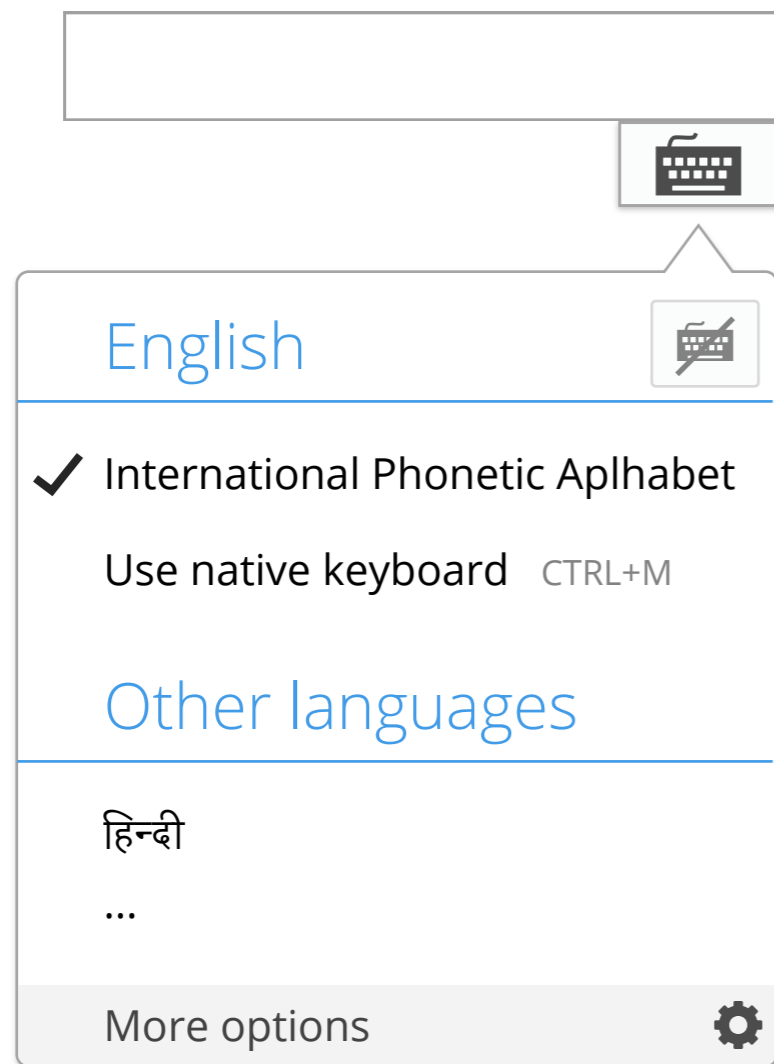 English
International Phonetic Aplhabet
Use native keyboard CTRL+M
Other languages
हिन्दी
...
More options